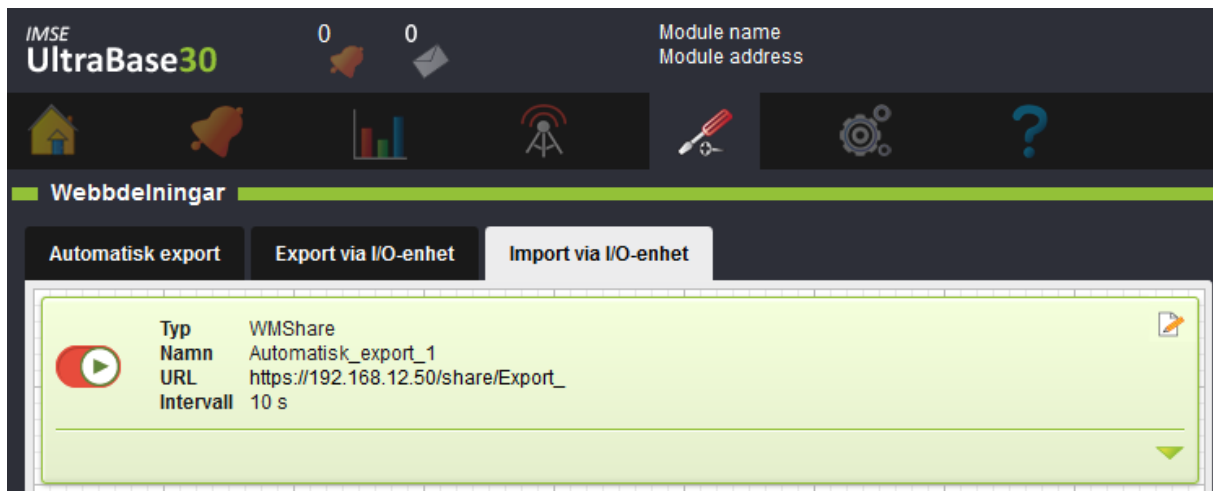 IMSE
UltraBase30
0 0
Module name
Module address
Webbdelningar
Automatisk export Export via I/O-enhet Import via I/O-enhet
Typ WMShare
Namn Automatisk_export_1
URL https://192.168.12.50/share/Export_
Intervall 10 s